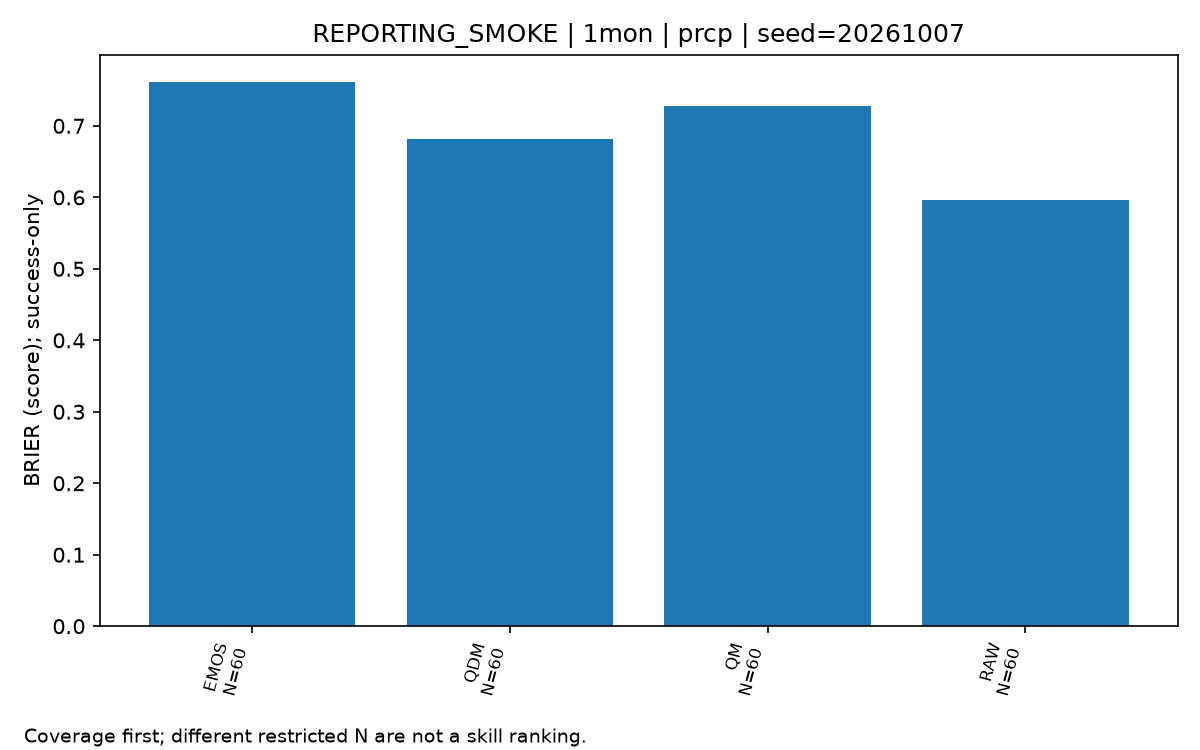 REPORTING_SMOKE | 1mon | prcp | seed=20261007
BRIER (score); success-only
0.7
0.6
0.5
0.4
0.3
0.2
0.1
0.0
EMOS
N=60
QDM
N=60
QM
N=60
RAW
N=60
Coverage first; different restricted N are not a skill ranking.